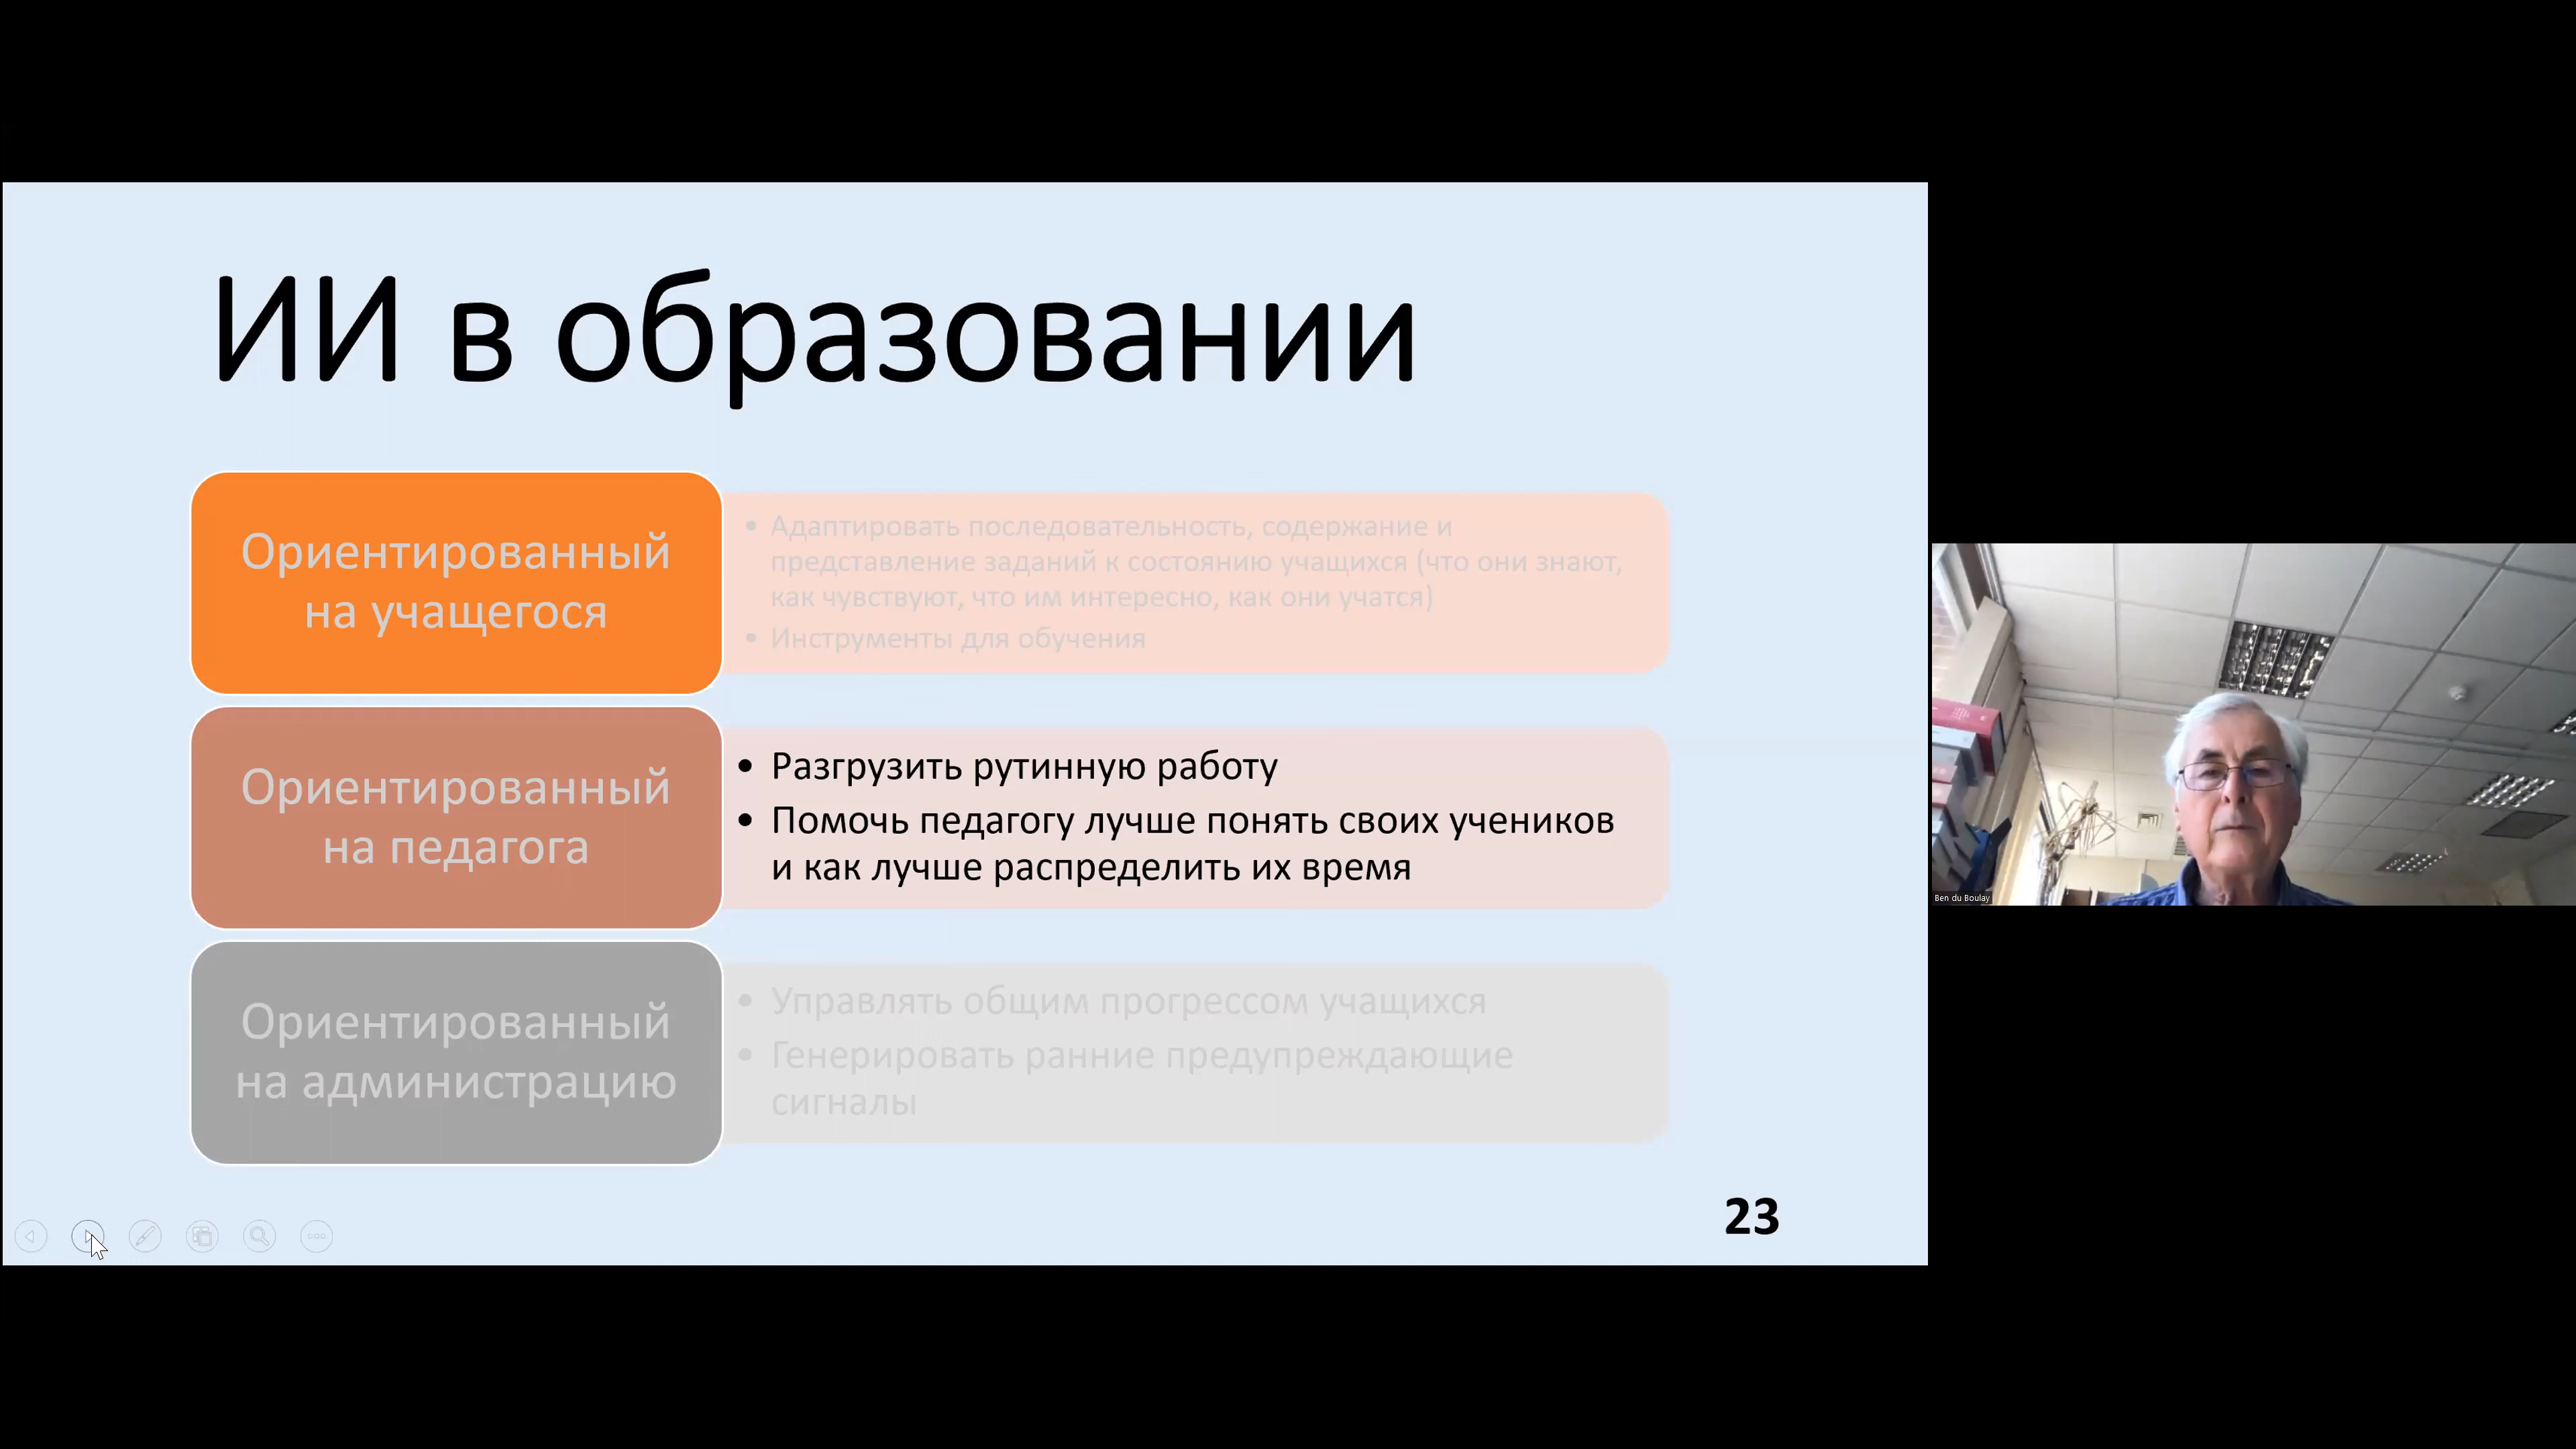 ИИ в образовании
Ориентированный
на учащегося
• Адаптировать последовательность, содержание и
представление заданий к состоянию учащихся (что они знают,
как чувствуют, что им интересно, как они учатся)
• Инструменты для обучения
Ориентированный
на педагога
• Разгрузить рутинную работу
• Помочь педагогу лучше понять своих учеников
и как лучше распределить их время
Ориентированный
на администрацию
• Управлять общим прогрессом учащихся
• Генерировать ранние предупреждающие
сигналы
23
Ben du Boulay